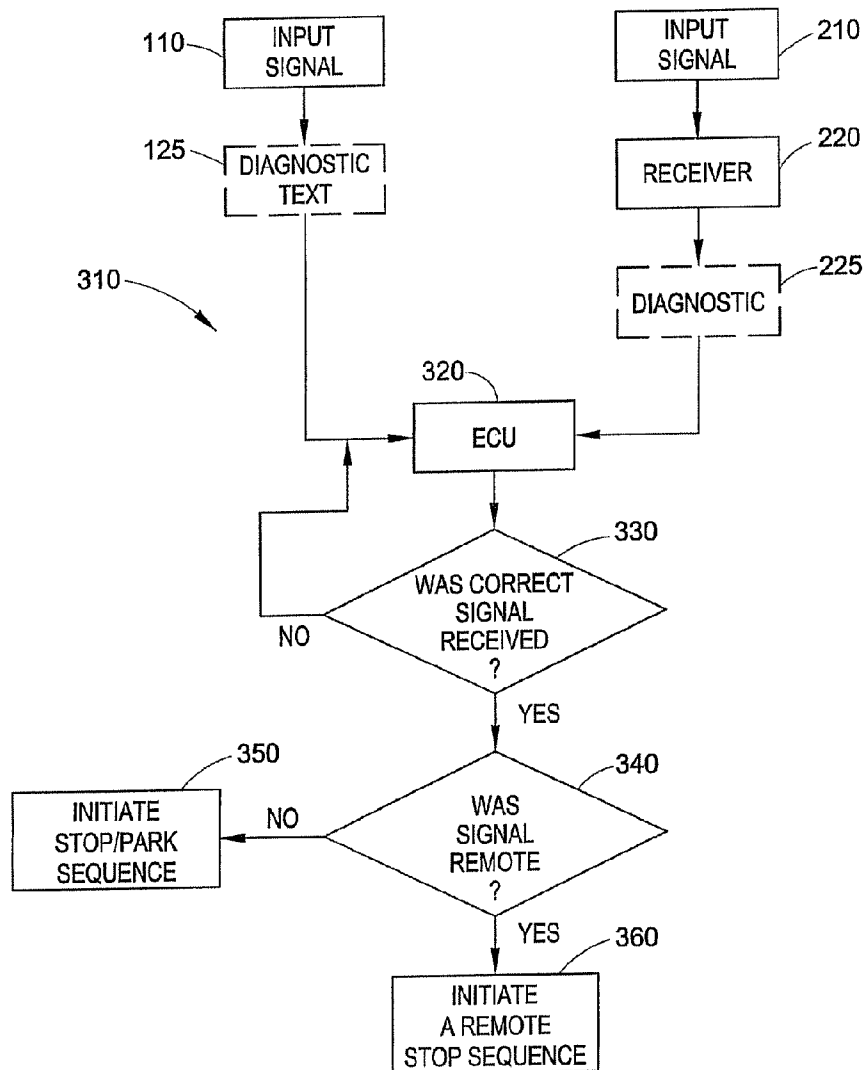 110
INPUT
SIGNAL
INPUT
SIGNAL
210
125
DIAGNOSTIC
TEXT
RECEIVER
220
310
DIAGNOSTIC
225
320
ECU
330
WAS CORRECT
SIGNAL
RECEIVED
?
NO
YES
340
WAS
SIGNAL
REMOTE
?
NO
350
INITIATE
STOP/PARK
SEQUENCE
YES
360
INITIATE
A REMOTE
STOP SEQUENCE